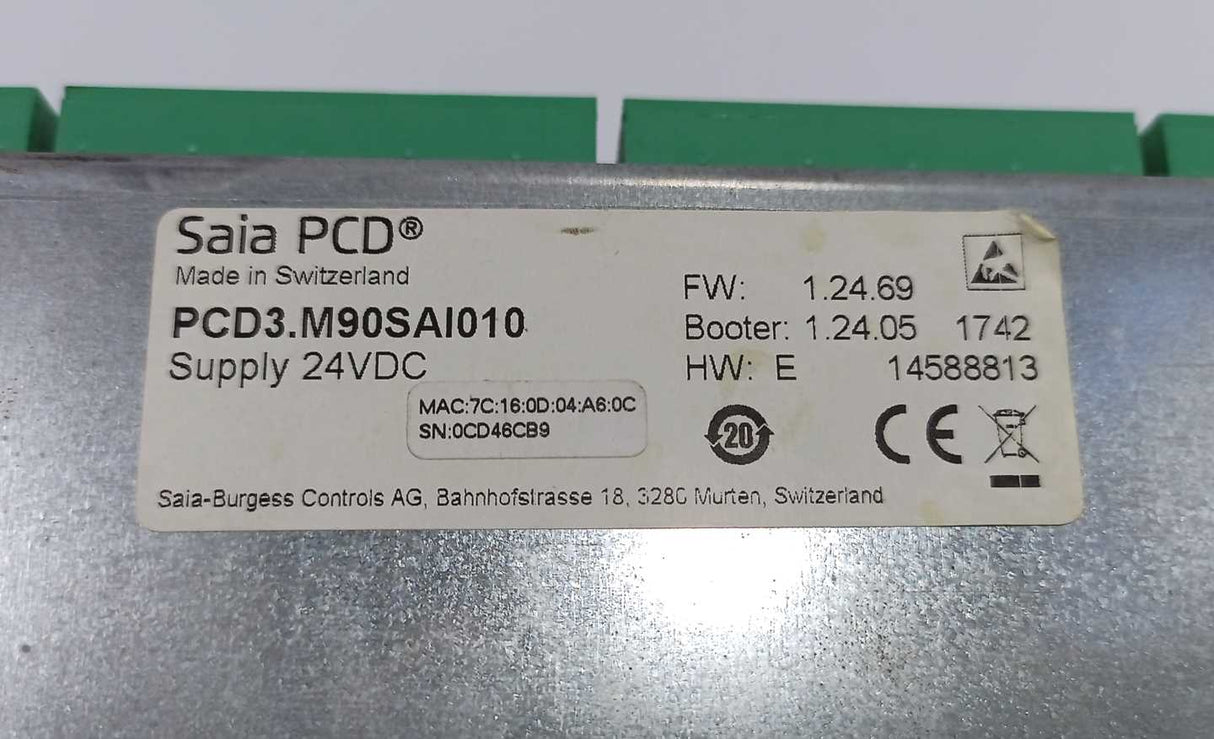 Saia PCD®
Made in Switzerland
PCD3.M90SAI010
Supply 24VDC
MAC:7C:16:0D:04:A6:0C
SN:0CD46CB9
FW: 1.24.69
Booter: 1.24.05 1742
HW: E 14588813
20
CE
Saia-Burgess Controls AG, Bahnhofstrasse 18, 3280 Murten, Switzerland